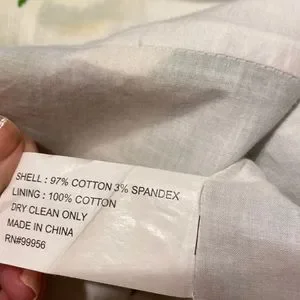 SHELL : 97% COTTON 3% SPANDEX
LINING : 100% COTTON
DRY CLEAN ONLY
MADE IN CHINA
RN#99956